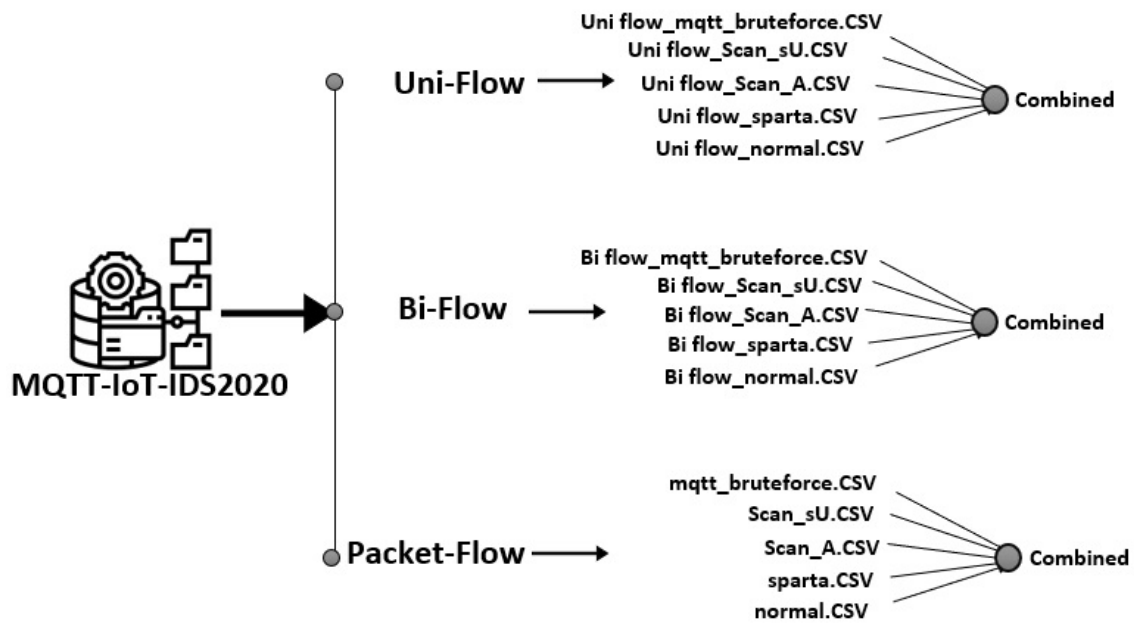 MQTT-IoT-IDS2020
Uni-Flow
Uni flow_mqtt_bruteforce.CSV
Uni flow_Scan_sU.CSV
Uni flow_Scan_A.CSV
Uni flow_sparta.CSV
Uni flow_normal.CSV
Combined
Bi-Flow
Bi flow_mqtt_bruteforce.CSV
Bi flow_Scan_sU.CSV
Bi flow_Scan_A.CSV
Bi flow_sparta.CSV
Bi flow_normal.CSV
Combined
Packet-Flow
mqtt_bruteforce.CSV
Scan_sU.CSV
Scan_A.CSV
sparta.CSV
normal.CSV
Combined